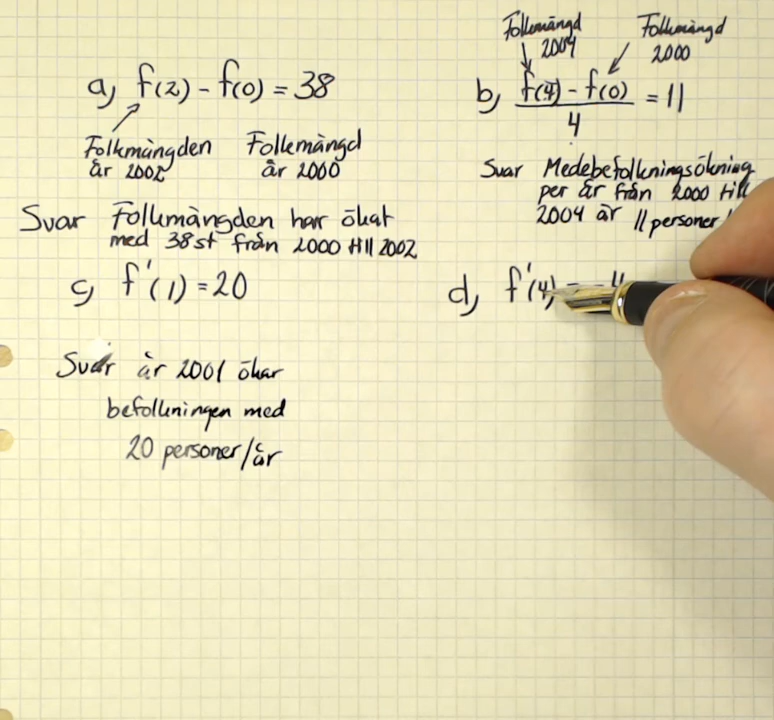 a) f(2) - f(0) = 38
Folkmängden år 2002
Folkmängd år 2000
Svar Folkmängden har ökat
med 38st från 2000 till 2002
Folkmängd 2004
Folkmängd 2000
b) f(4) - f(0) = 11
4
Svar Medebefolkningsökning
per år från 2000 till
2004 är 11 personer
c) f'(1) = 20
Svar år 2001 ökar
befolkningen med
20 personer/år
d) f'(4) = -4